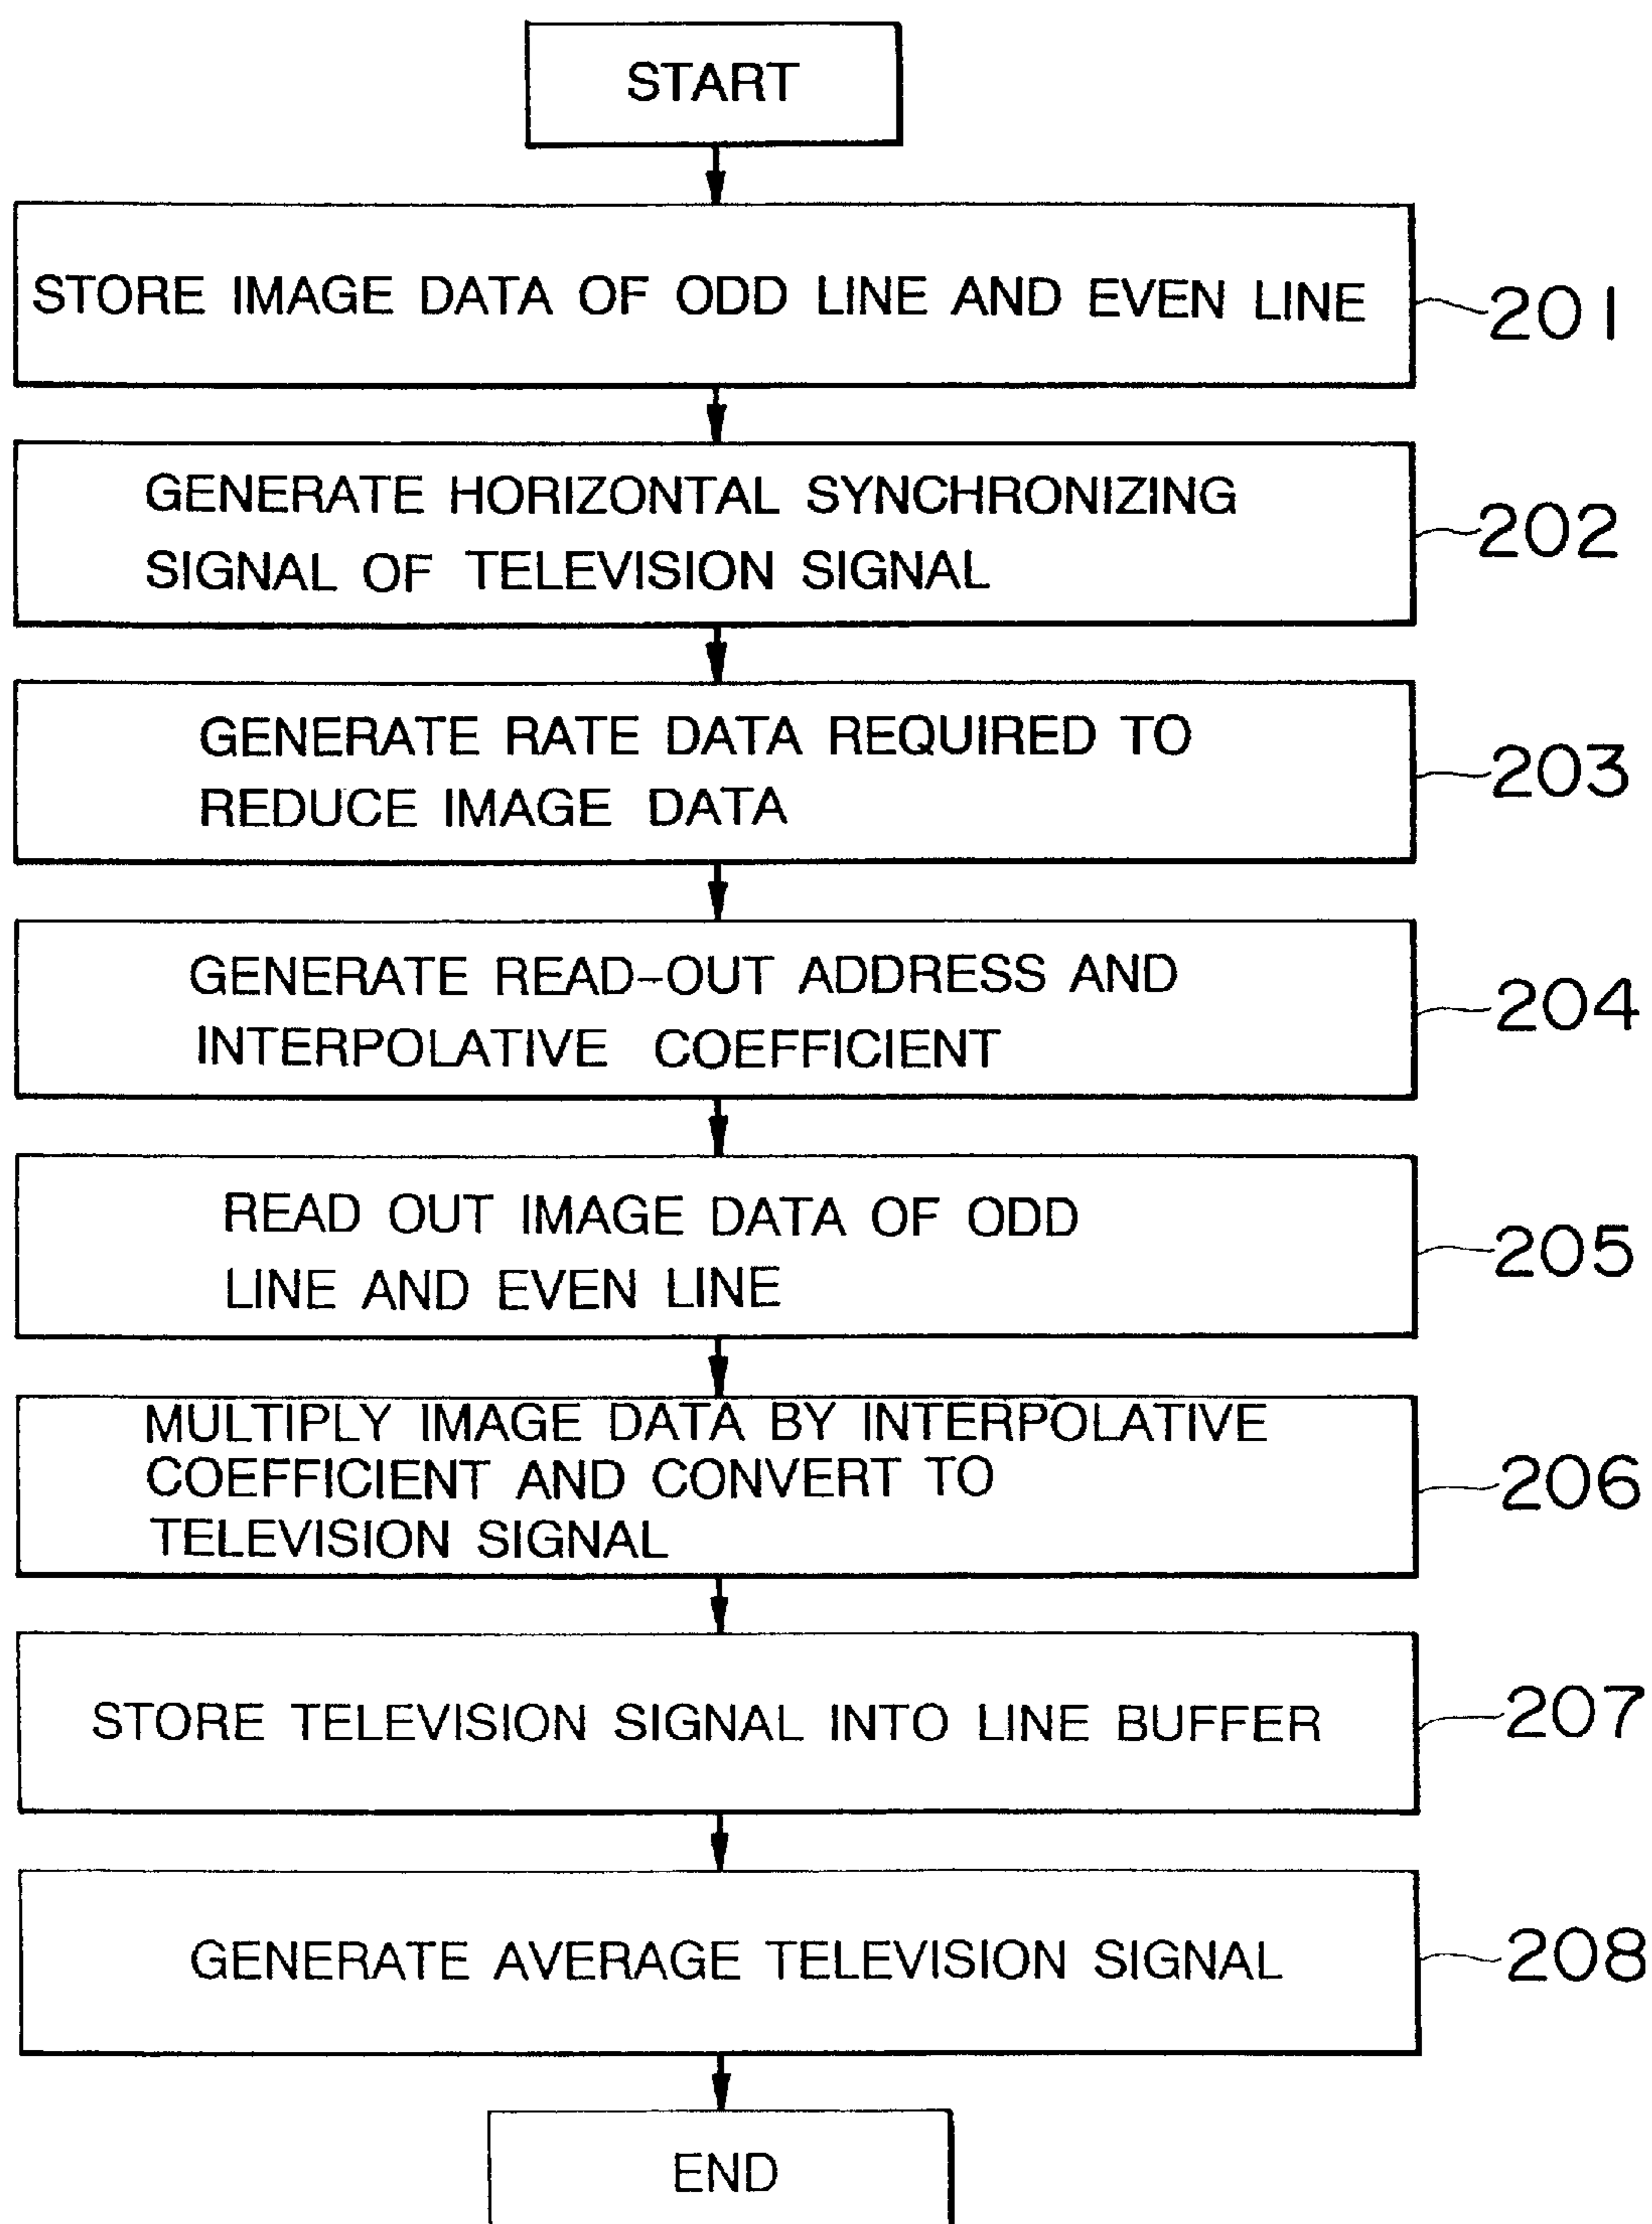 START
STORE IMAGE DATA OF ODD LINE AND EVEN LINE
201
GENERATE HORIZONTAL SYNCHRONIZING
SIGNAL OF TELEVISION SIGNAL
202
GENERATE RATE DATA REQUIRED TO
REDUCE IMAGE DATA
203
GENERATE READ-OUT ADDRESS AND
INTERPOLATIVE COEFFICIENT
204
READ OUT IMAGE DATA OF ODD
LINE AND EVEN LINE
205
MULTIPLY IMAGE DATA BY INTERPOLATIVE
COEFFICIENT AND CONVERT TO
TELEVISION SIGNAL
206
STORE TELEVISION SIGNAL INTO LINE BUFFER
207
GENERATE AVERAGE TELEVISION SIGNAL
208
END